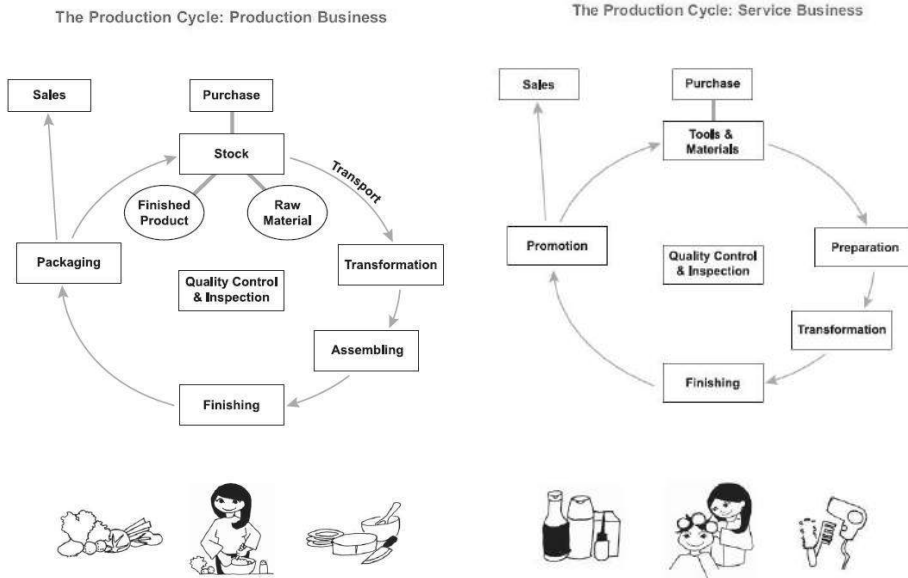 The Production Cycle: Production Business
Sales
Purchase
Stock
Transport
Finished
Product
Raw
Material
Packaging
Quality Control
& Inspection
Transformation
Assembling
Finishing
The Production Cycle: Service Business
Sales
Purchase
Tools &
Materials
Promotion
Quality Control
& Inspection
Preparation
Transformation
Finishing